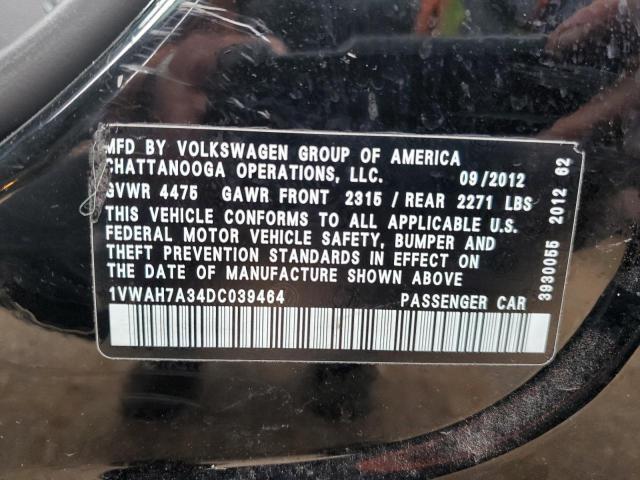 MFD BY VOLKSWAGEN GROUP OF AMERICA
CHATTANOOGA OPERATIONS, LLC. 09/2012
GVWR 4475 GAWR FRONT 2315 / REAR 2271 LBS
THIS VEHICLE CONFORMS TO ALL APPLICABLE U.S.
FEDERAL MOTOR VEHICLE SAFETY, BUMPER AND
THEFT PREVENTION STANDARDS IN EFFECT ON
THE DATE OF MANUFACTURE SHOWN ABOVE
1VWAH7A34DC039464 PASSENGER CAR
3930055 2012 62